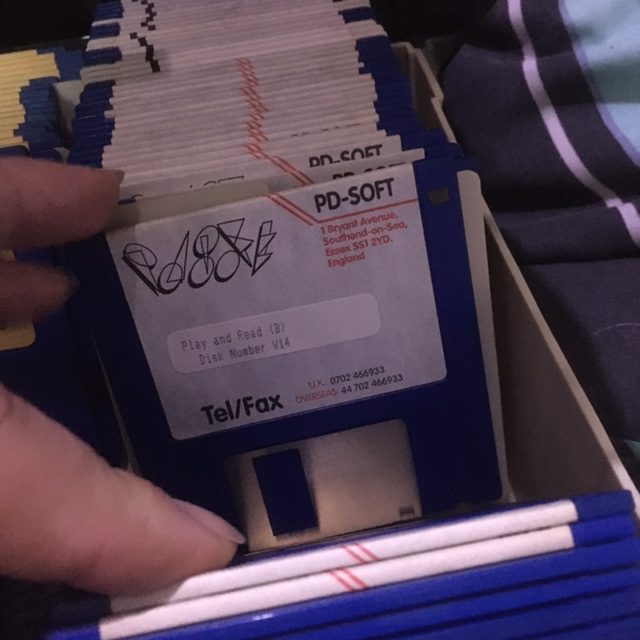 PD-SOFT
PD-SOFT
1 Bryant Avenue,
Southend-on-Sea,
Essex SS1 2YD.
England
Play and Read (B)
Disk Number V14
U.K. 0702 466933
OVERSEAS. 44 702 466933
Tel/Fax